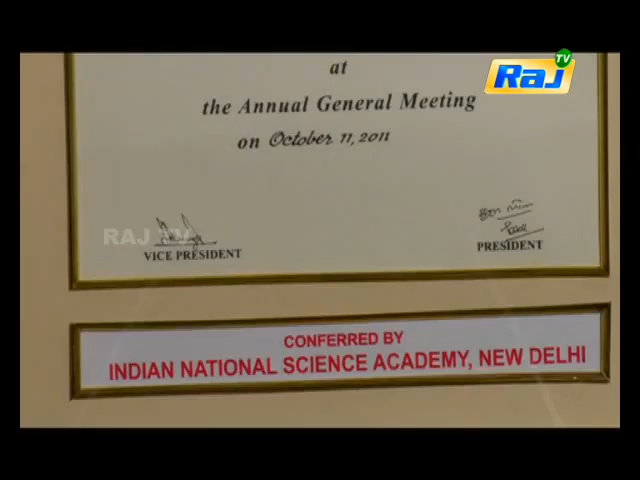 Raj TV
at
the Annual General Meeting
on October 11, 2011
RAJ TV
VICE PRESIDENT
PRESIDENT
CONFERRED BY
INDIAN NATIONAL SCIENCE ACADEMY, NEW DELHI